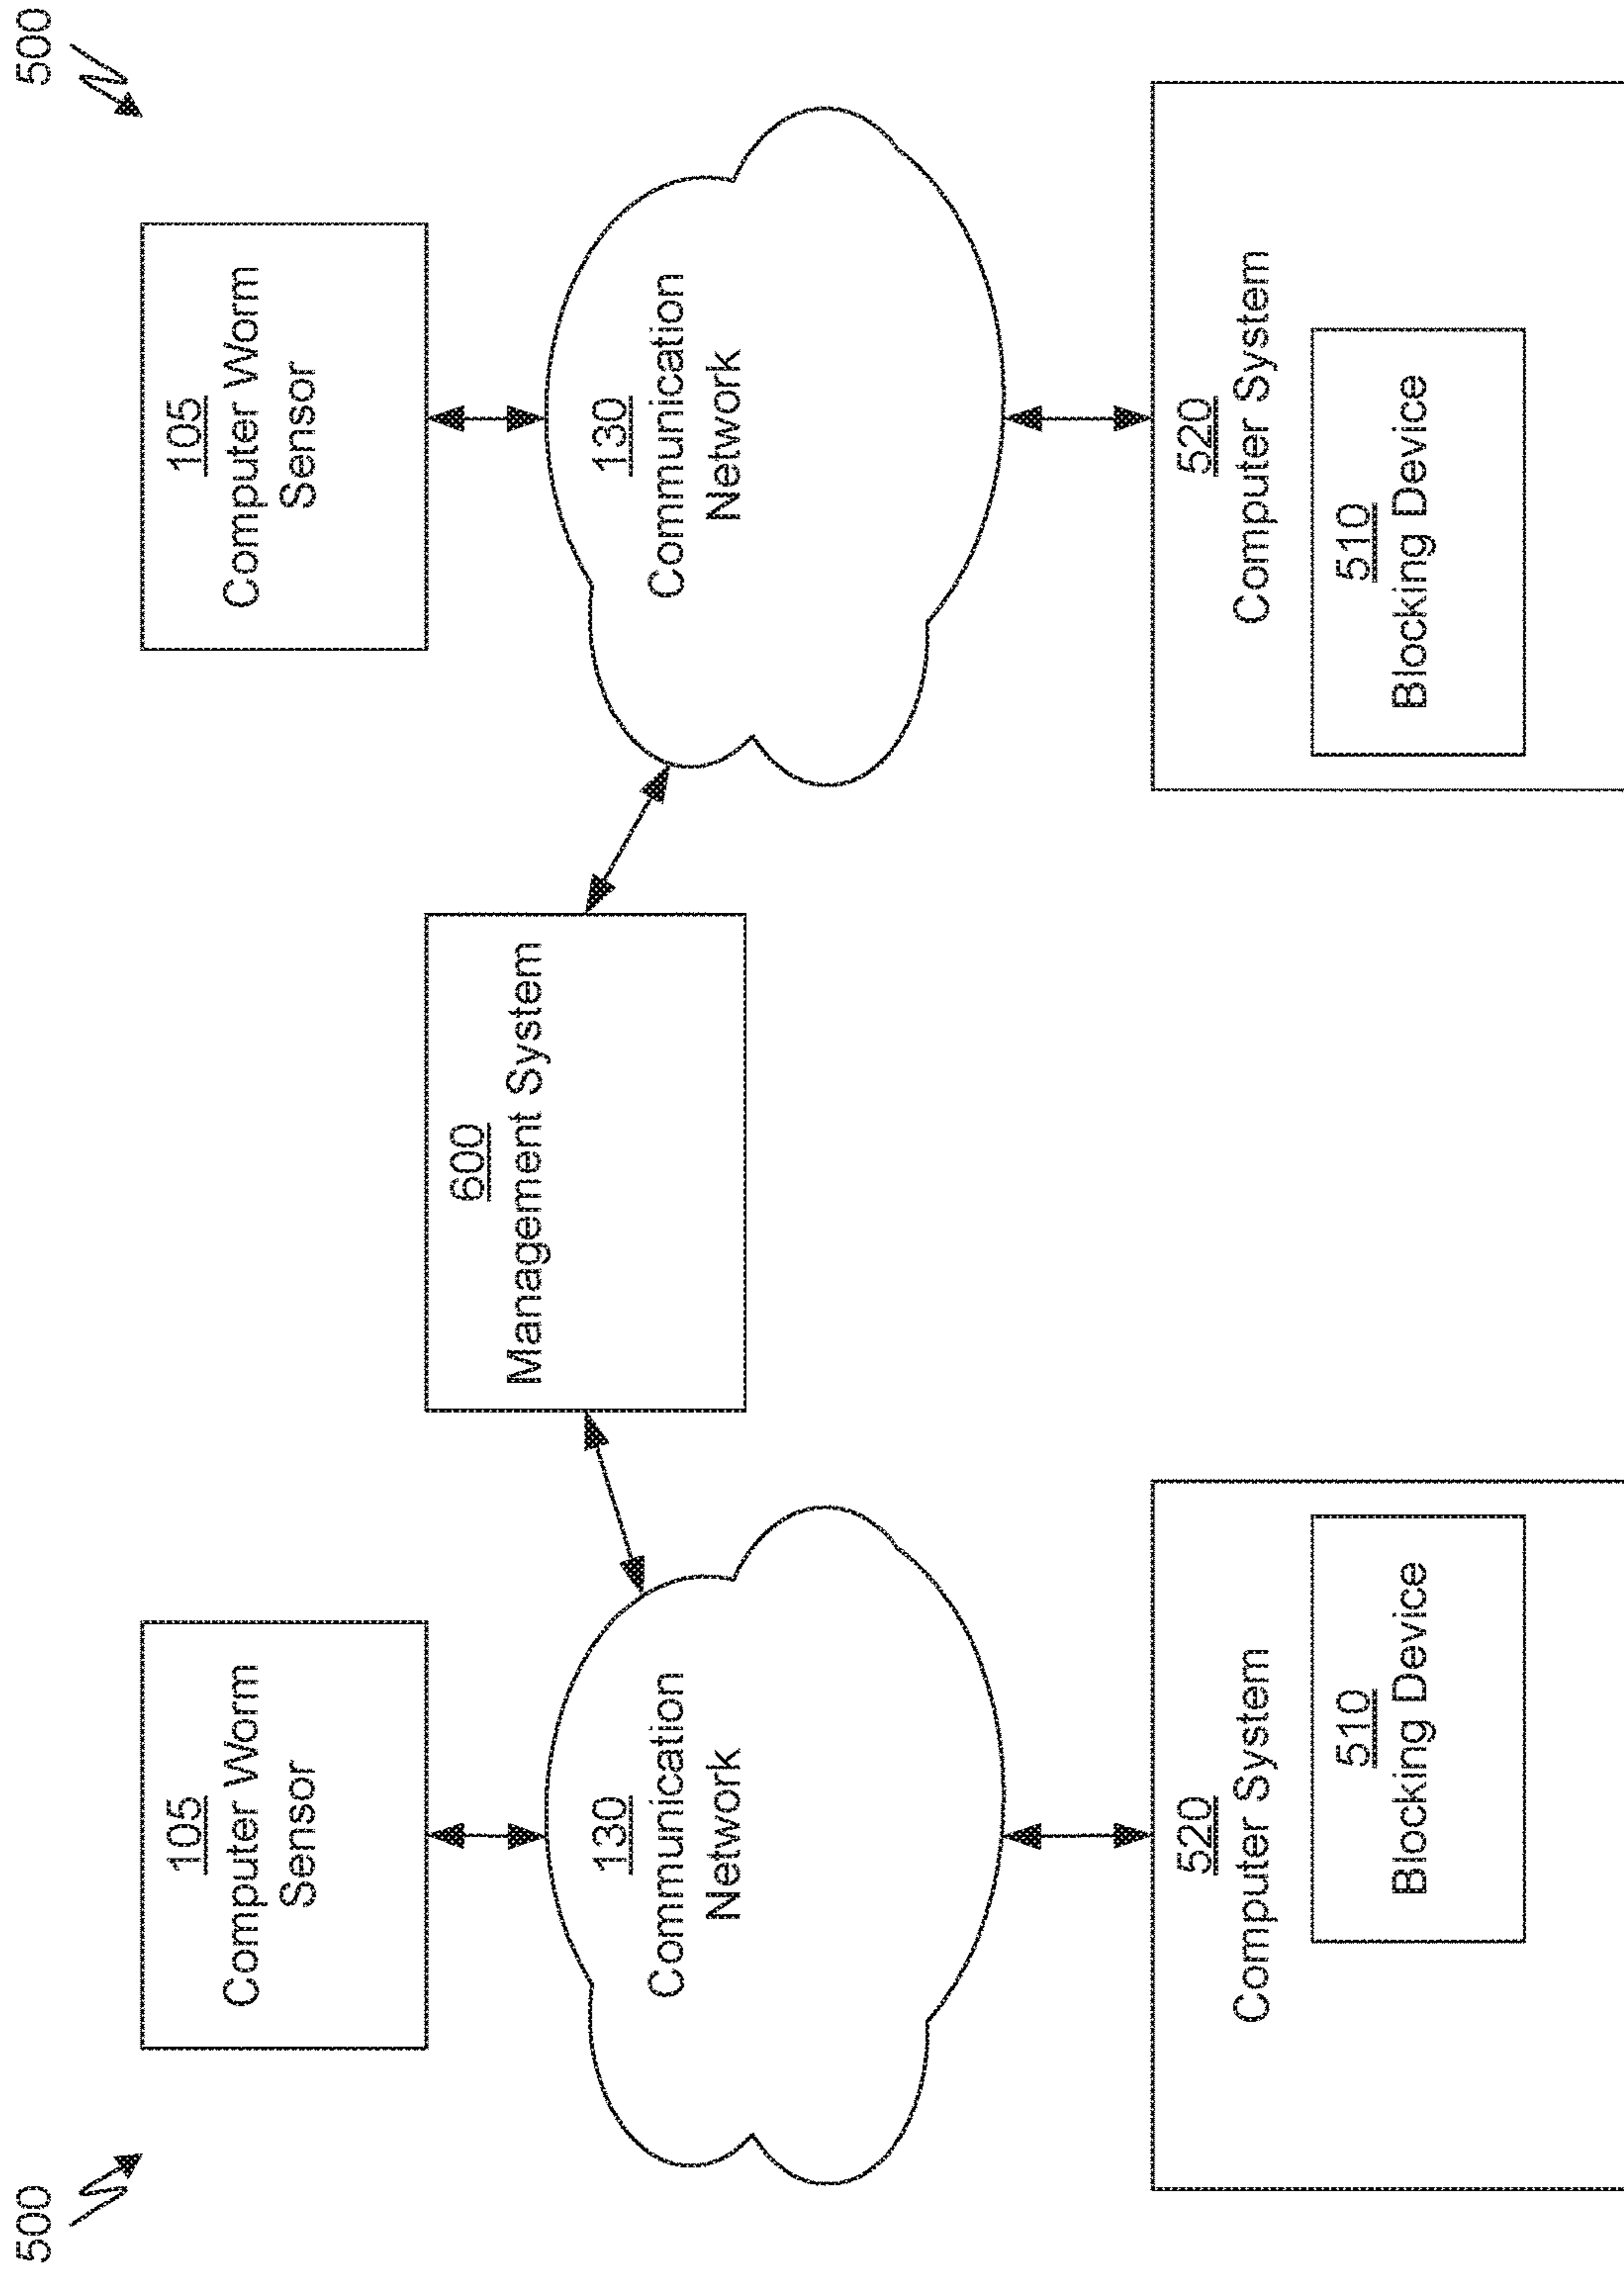 500
500
105
Computer Worm
Sensor
105
Computer Worm
Sensor
600
Management System
130
Communication
Network
130
Communication
Network
520
Computer System
510
Blocking Device
520
Computer System
510
Blocking Device